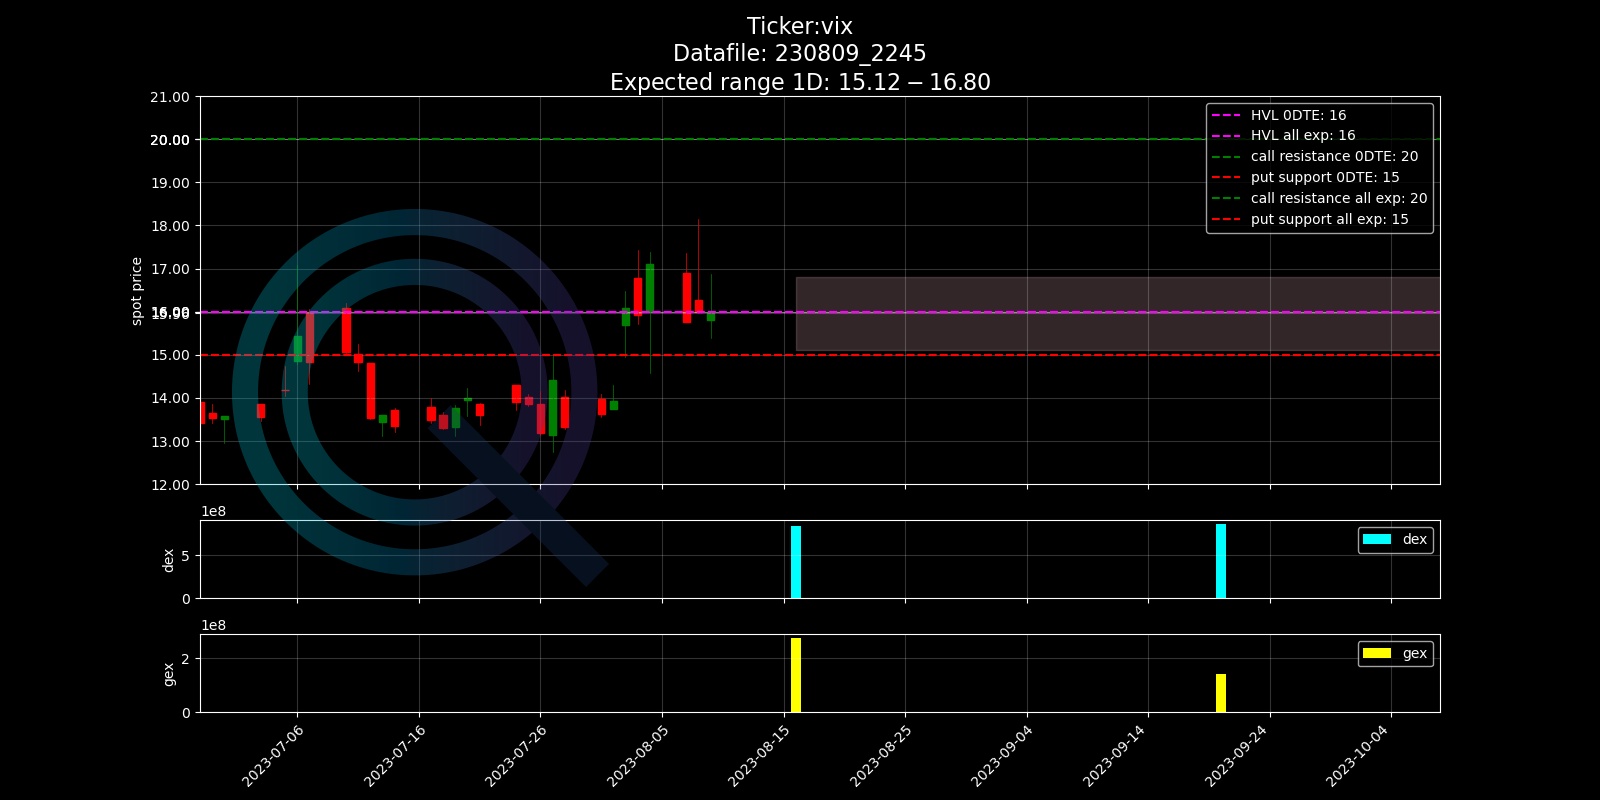 Ticker:vix
Datafile: 230809_2245
Expected range 1D: 15.12 − 16.80
21.00
20.00
19.00
18.00
17.00
16.00
15.00
14.00
13.00
12.00
spot price
HVL 0DTE: 16
HVL all exp: 16
call resistance 0DTE: 20
put support 0DTE: 15
call resistance all exp: 20
put support all exp: 15
1e8
5
0
dex
dex
1e8
2
0
gex
gex
2023-07-06
2023-07-16
2023-07-26
2023-08-05
2023-08-15
2023-08-25
2023-09-04
2023-09-14
2023-09-24
2023-10-04